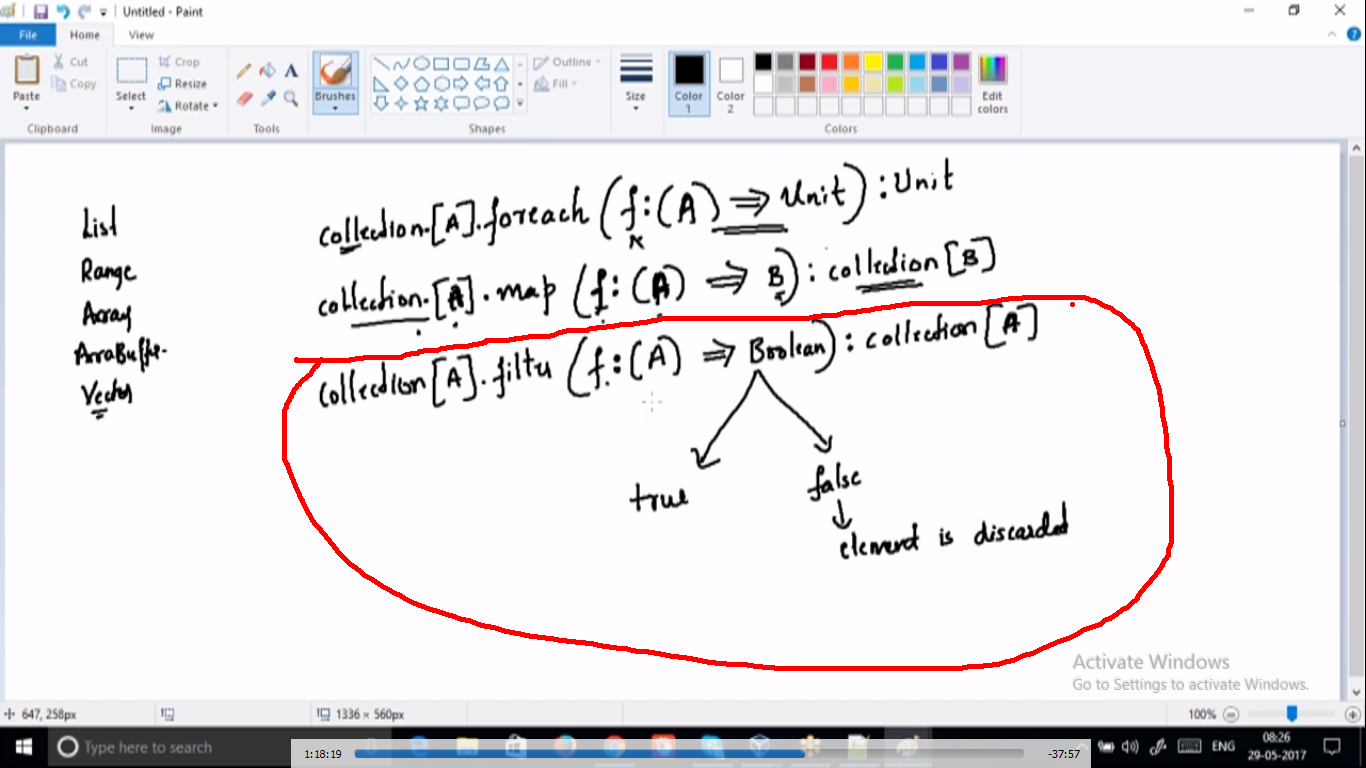 Untitled - Paint
File Home View
Cut
Copy
Paste
Clipboard
Select
Crop
Resize
Rotate
Image
Tools
Brushes
Shapes
Outline
Fill
Size
Color 1
Color 2
Edit colors
Colors
List
Range
Array
ArraBuffer
Vector
collection.[A].foreach (f:(A) => Unit) : Unit
collection.[A].map (f:(A) => B) : collection[B]
collection[A].filter (f:(A) => Boolean) : collection[A]
true
false
element is discarded
Activate Windows
Go to Settings to activate Windows.
647, 258px
1336 × 560px
100%
Type here to search
1:18:19
-37:57
ENG
08:26
29-05-2017